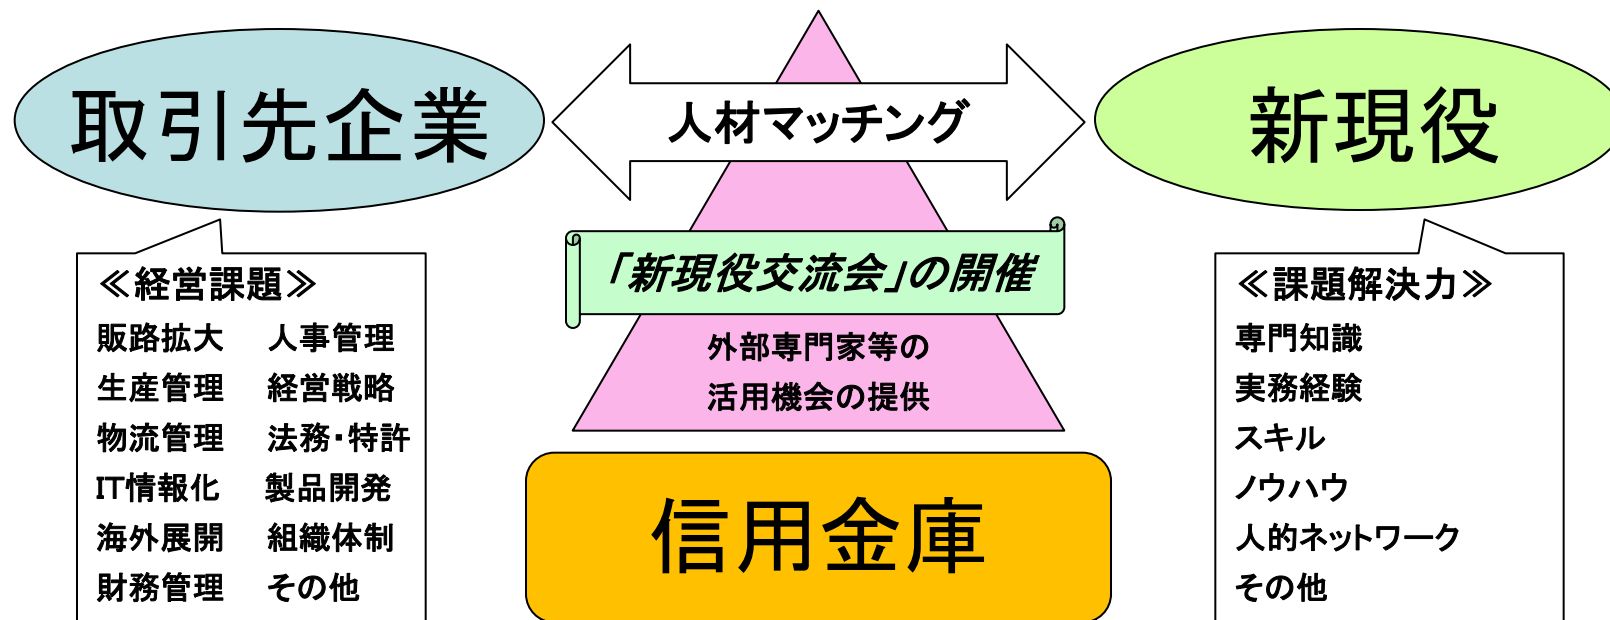 取引先企業
人材マッチング
新現役
≪経営課題≫
販路拡大 人事管理
生産管理 経営戦略
物流管理 法務・特許
IT情報化 製品開発
海外展開 組織体制
財務管理 その他
「新現役交流会」の開催
外部専門家等の
活用機会の提供
信用金庫
≪課題解決力≫
専門知識
実務経験
スキル
ノウハウ
人的ネットワーク
その他